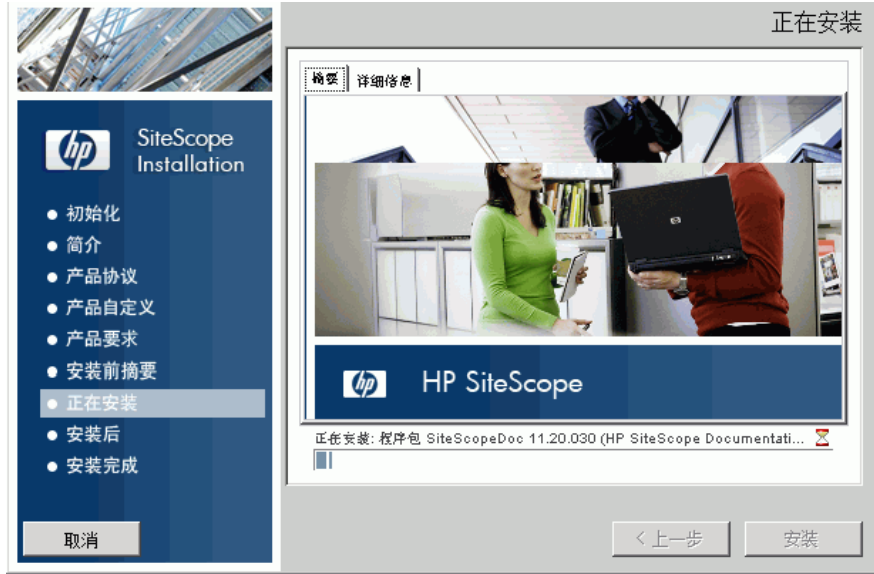 正在安装
hp
SiteScope
Installation
初始化
简介
产品协议
产品自定义
产品要求
安装前摘要
正在安装
安装后
安装完成
取消
摘要
详细信息
hp
HP SiteScope
正在安装: 程序包 SiteScopeDoc 11.20.030 (HP SiteScope Documentati...
< 上一步
安装